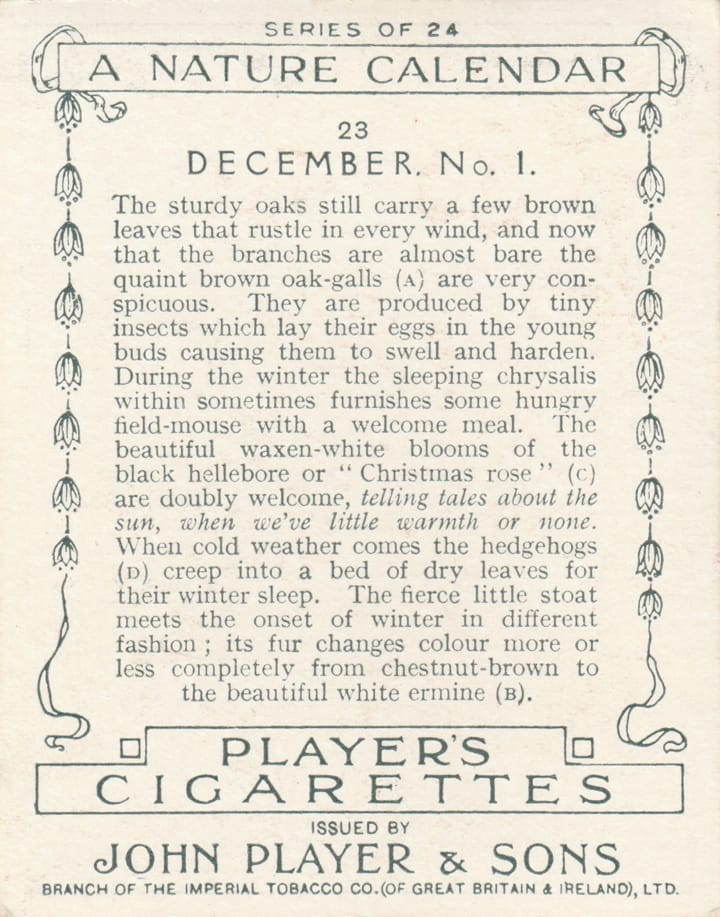 SERIES OF 24
A NATURE CALENDAR
23
DECEMBER. No. 1.
The sturdy oaks still carry a few brown
leaves that rustle in every wind, and now
that the branches are almost bare the
quaint brown oak-galls (A) are very con-
spicuous. They are produced by tiny
insects which lay their eggs in the young
buds causing them to swell and harden.
During the winter the sleeping chrysalis
within sometimes furnishes some hungry
field-mouse with a welcome meal. The
beautiful waxen-white blooms of the
black hellebore or "Christmas rose" (C)
are doubly welcome, telling tales about the
sun, when we've little warmth or none.
When cold weather comes the hedgehogs
(D) creep into a bed of dry leaves for
their winter sleep. The fierce little stoat
meets the onset of winter in different
fashion; its fur changes colour more or
less completely from chestnut-brown to
the beautiful white ermine (B).
PLAYER'S
CIGARETTES
ISSUED BY
JOHN PLAYER & SONS
BRANCH OF THE IMPERIAL TOBACCO CO. (OF GREAT BRITAIN & IRELAND), LTD.